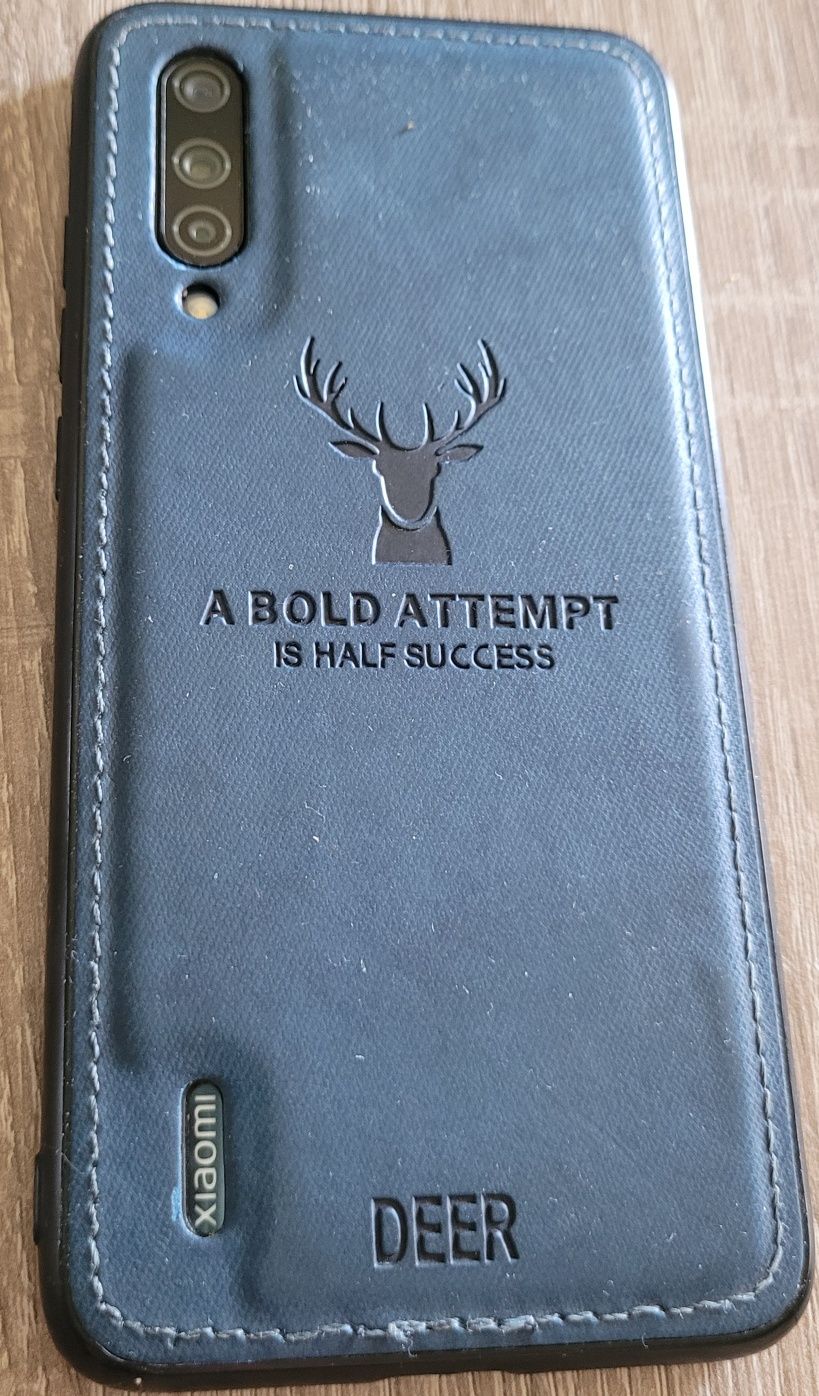 A BOLD ATTEMPT
IS HALF SUCCESS
xiaomi
DEER